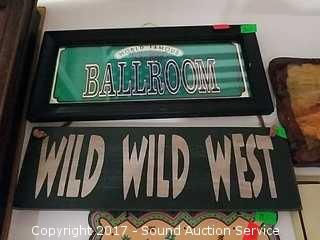 WORLD FAMOUS
BALLROOM
WILD WILD WEST
Copyright 2017 - Sound Auction Service